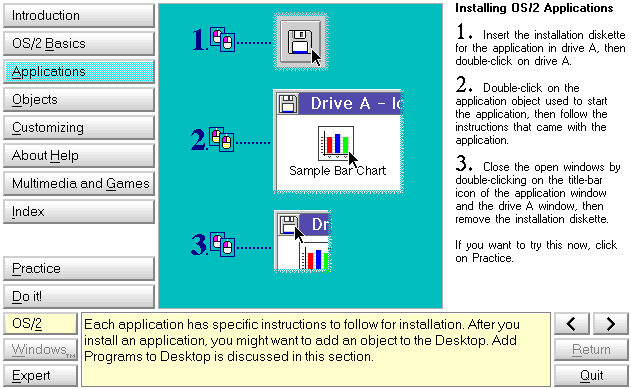 Introduction
OS/2 Basics
Applications
Objects
Customizing
About Help
Multimedia and Games
Index
Practice
Do it!
1.
2.
Drive A - Ic
Sample Bar Chart
3.
Dr
Installing OS/2 Applications
1. Insert the installation diskette
for the application in drive A, then
double-click on drive A.
2. Double-click on the
application object used to start
the application, then follow the
instructions that came with the
application.
3. Close the open windows by
double-clicking on the title-bar
icon of the application window
and the drive A window, then
remove the installation diskette.
If you want to try this now, click
on Practice.
OS/2
Windows™
Expert
Each application has specific instructions to follow for installation. After you
install an application, you might want to add an object to the Desktop. Add
Programs to Desktop is discussed in this section.
Return
Quit